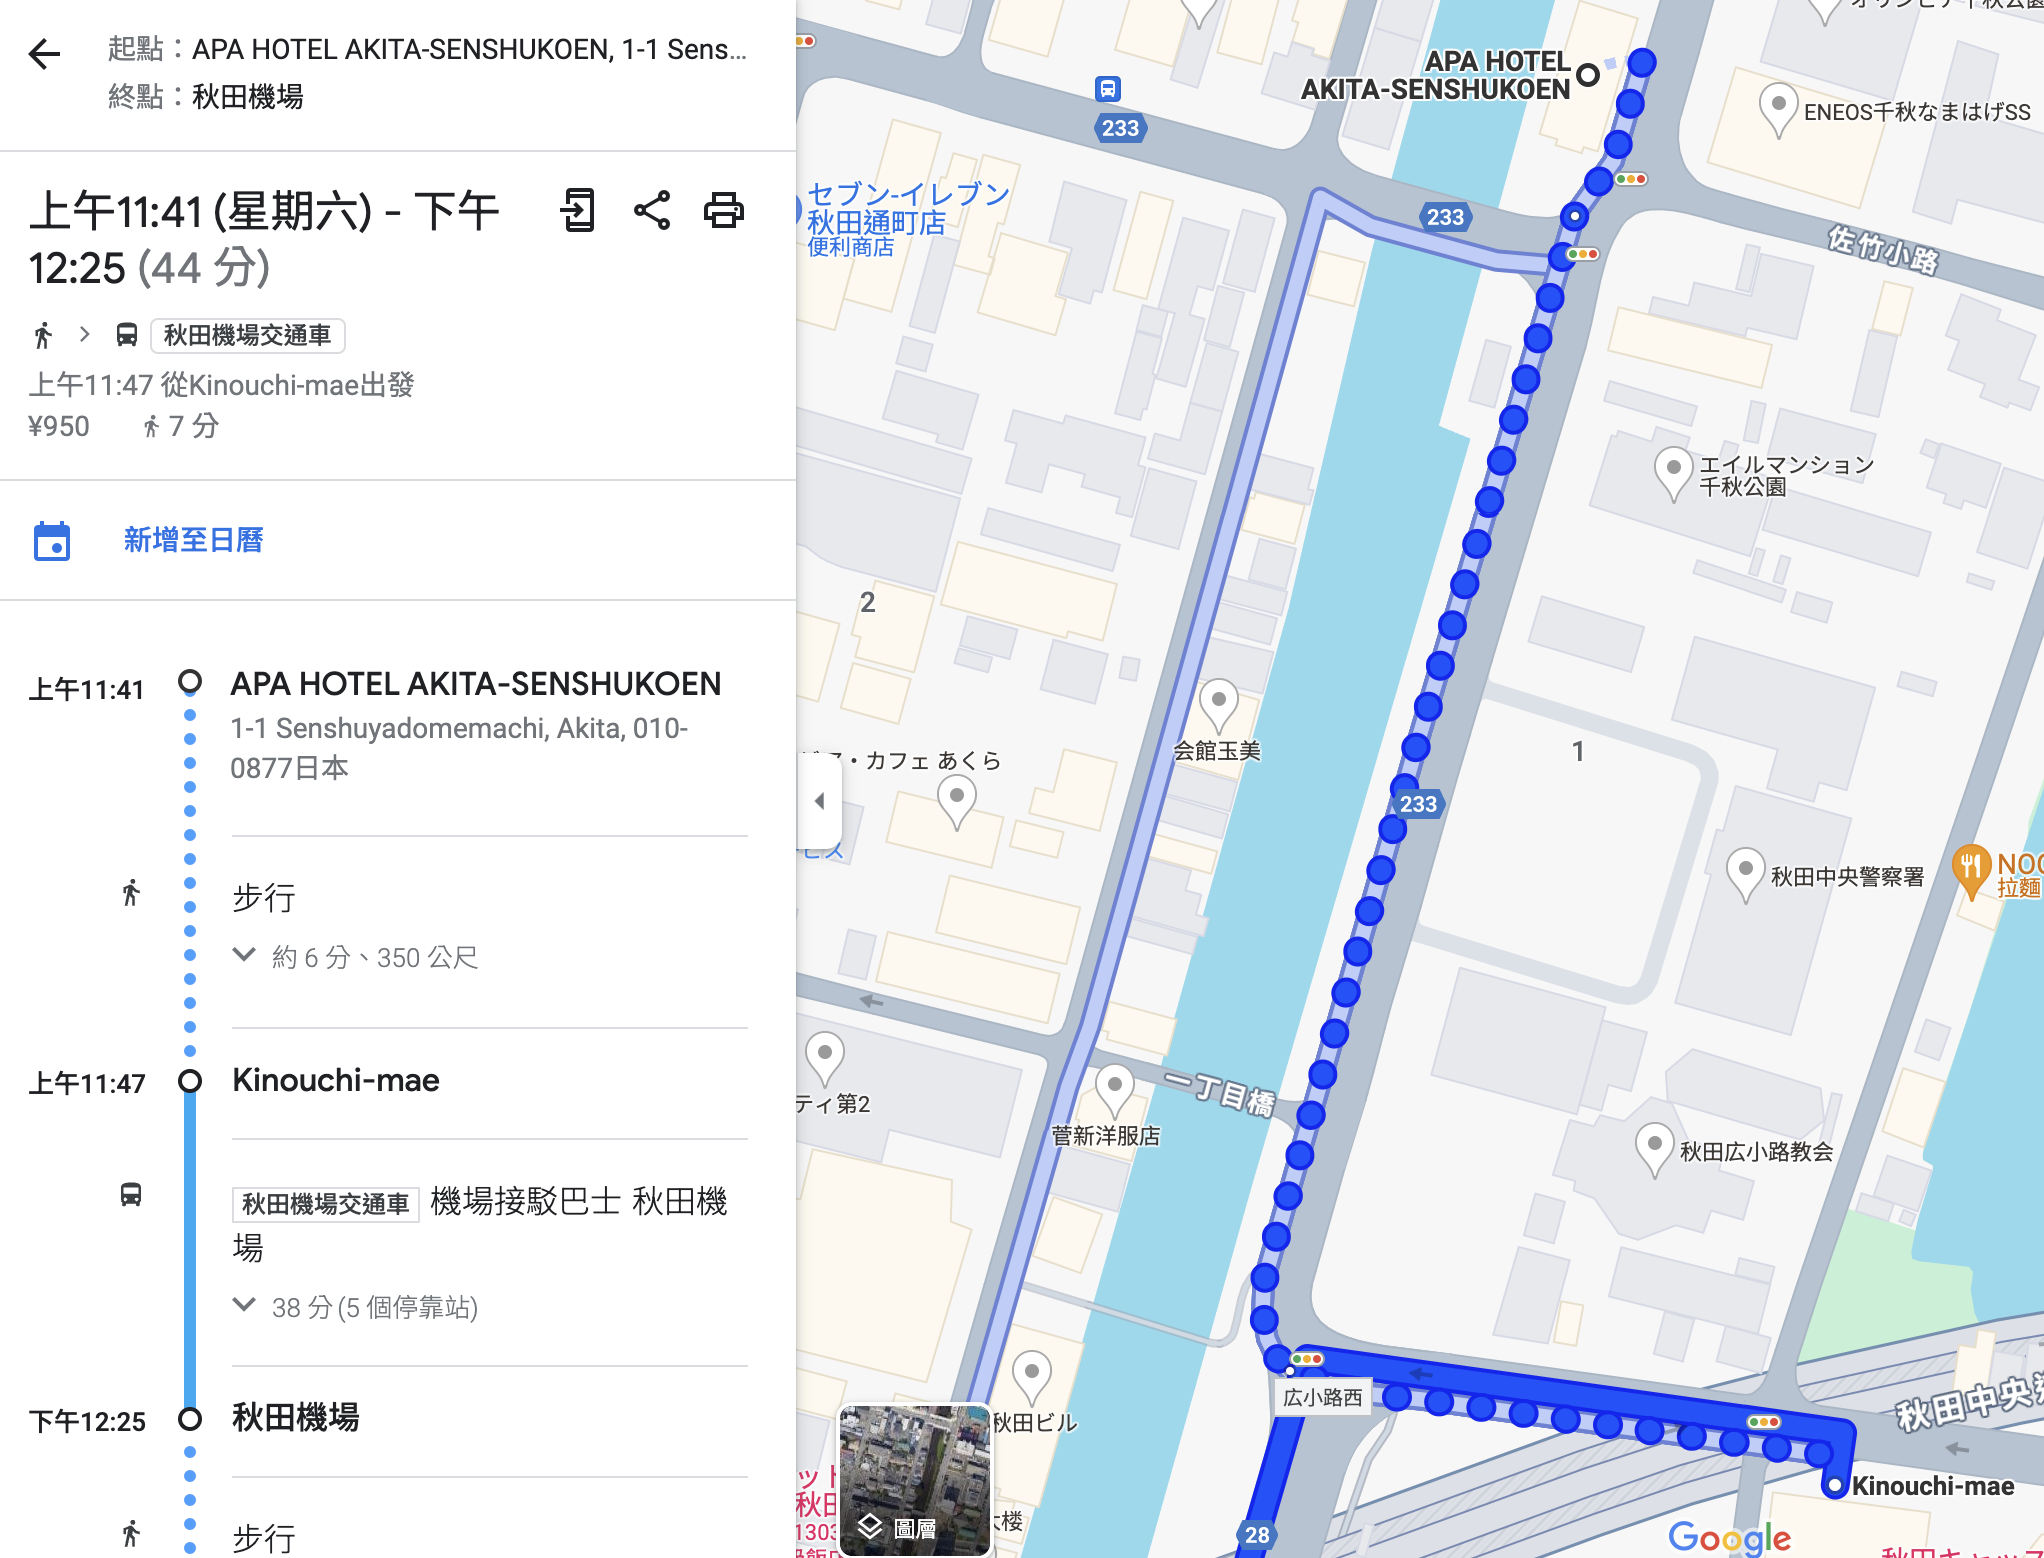 起點：APA HOTEL AKITA-SENSHUKOEN, 1-1 Sens...
終點：秋田機場
上午11:41 (星期六) - 下午
12:25 (44 分)
秋田機場交通車
上午11:47 從Kinouchi-mae出發
¥950 7 分
新增至日曆
上午11:41
APA HOTEL AKITA-SENSHUKOEN
1-1 Senshuyadomemachi, Akita, 010-
0877日本
步行
約 6 分、350 公尺
上午11:47
Kinouchi-mae
秋田機場交通車 機場接駁巴士 秋田機
場
38 分 (5 個停靠站)
下午12:25
秋田機場
步行
APA HOTEL
AKITA-SENSHUKOEN
ENEOS千秋なまはげSS
233
セブン-イレブン
秋田通町店
便利商店
233
佐竹小路
エイルマンション
千秋公園
2
会館玉美
1
・カフェ あくら
233
ビス
秋田中央警察署
拉麵
一丁目橋
ティ第2
菅新洋服店
秋田広小路教会
広小路西
秋田ビル
秋田中央
Kinouchi-mae
圖層
28
Google